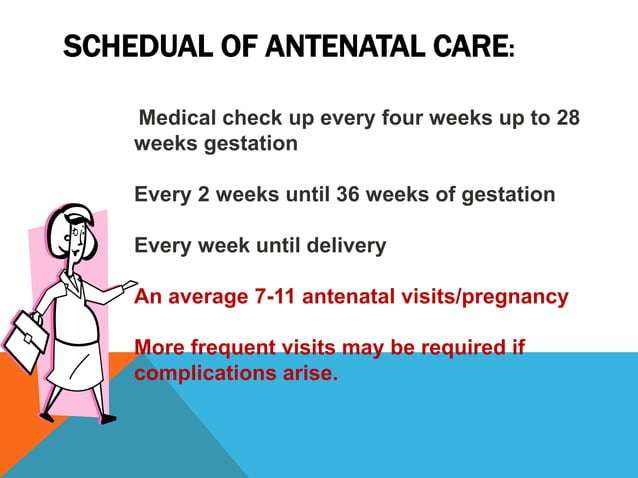 SCHEDUAL OF ANTENATAL CARE:
Medical check up every four weeks up to 28
weeks gestation
Every 2 weeks until 36 weeks of gestation
Every week until delivery
An average 7-11 antenatal visits/pregnancy
More frequent visits may be required if
complications arise.